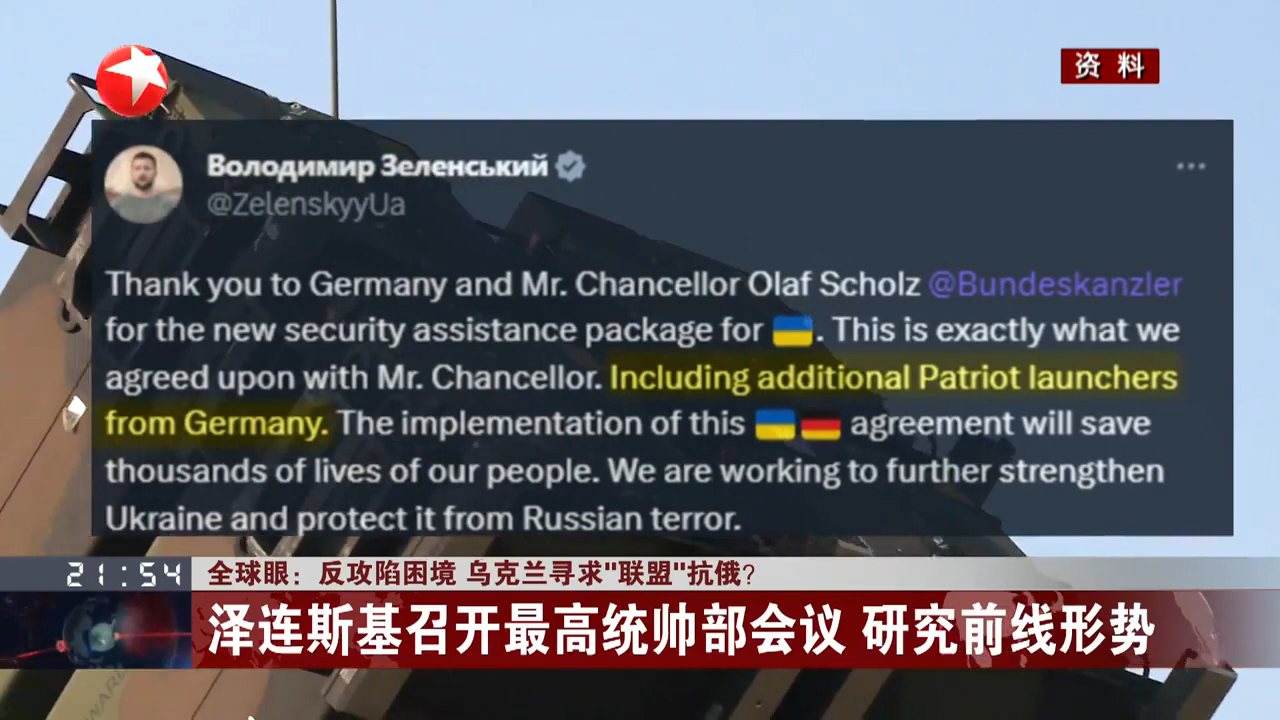 资料
Володимир Зеленський
@ZelenskyyUa
Thank you to Germany and Mr. Chancellor Olaf Scholz @Bundeskanzler
for the new security assistance package for 🇺🇦. This is exactly what we
agreed upon with Mr. Chancellor. Including additional Patriot launchers
from Germany. The implementation of this 🇺🇦🇩🇪 agreement will save
thousands of lives of our people. We are working to further strengthen
Ukraine and protect it from Russian terror.
21:54 全球眼：反攻陷困境 乌克兰寻求"联盟"抗俄?
泽连斯基召开最高统帅部会议 研究前线形势